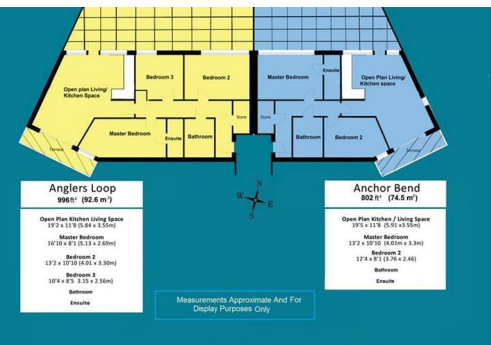 Open plan Living/
Kitchen Space
Bedroom 3
Bedroom 2
Master Bedroom
Ensuite
Bathroom
Store
Terrace
Master Bedroom
Ensuite
Open Plan Living/
Kitchen Space
Store
Bathroom
Bedroom 2
Terrace
N
W
E
S
Anglers Loop
996ft² (92.6 m²)
Open Plan Kitchen Living Space
19'2 x 11'8 (5.84 x 3.55)
Master Bedroom
16'10 x 8'1 (5.13 x 2.69)
Bedroom 2
13'2 x 10'10 (4.01 x 3.30)
Bedroom 3
10'4 x 8'5 3.15 x 2.56m)
Bathroom
Ensuite
Anchor Bend
802 ft² (74.5 m²)
Open Plan Kitchen / Living Space
19'5 x 11'8 (5.91 x3.55m)
Master Bedroom
13'2 x 10'10 (4.01m x 3.3m)
Bedroom 2
12'4 x 8'1 (3.76 x 2.46)
Bathroom
Ensuite
Measurements Approximate And For
Display Purposes Only